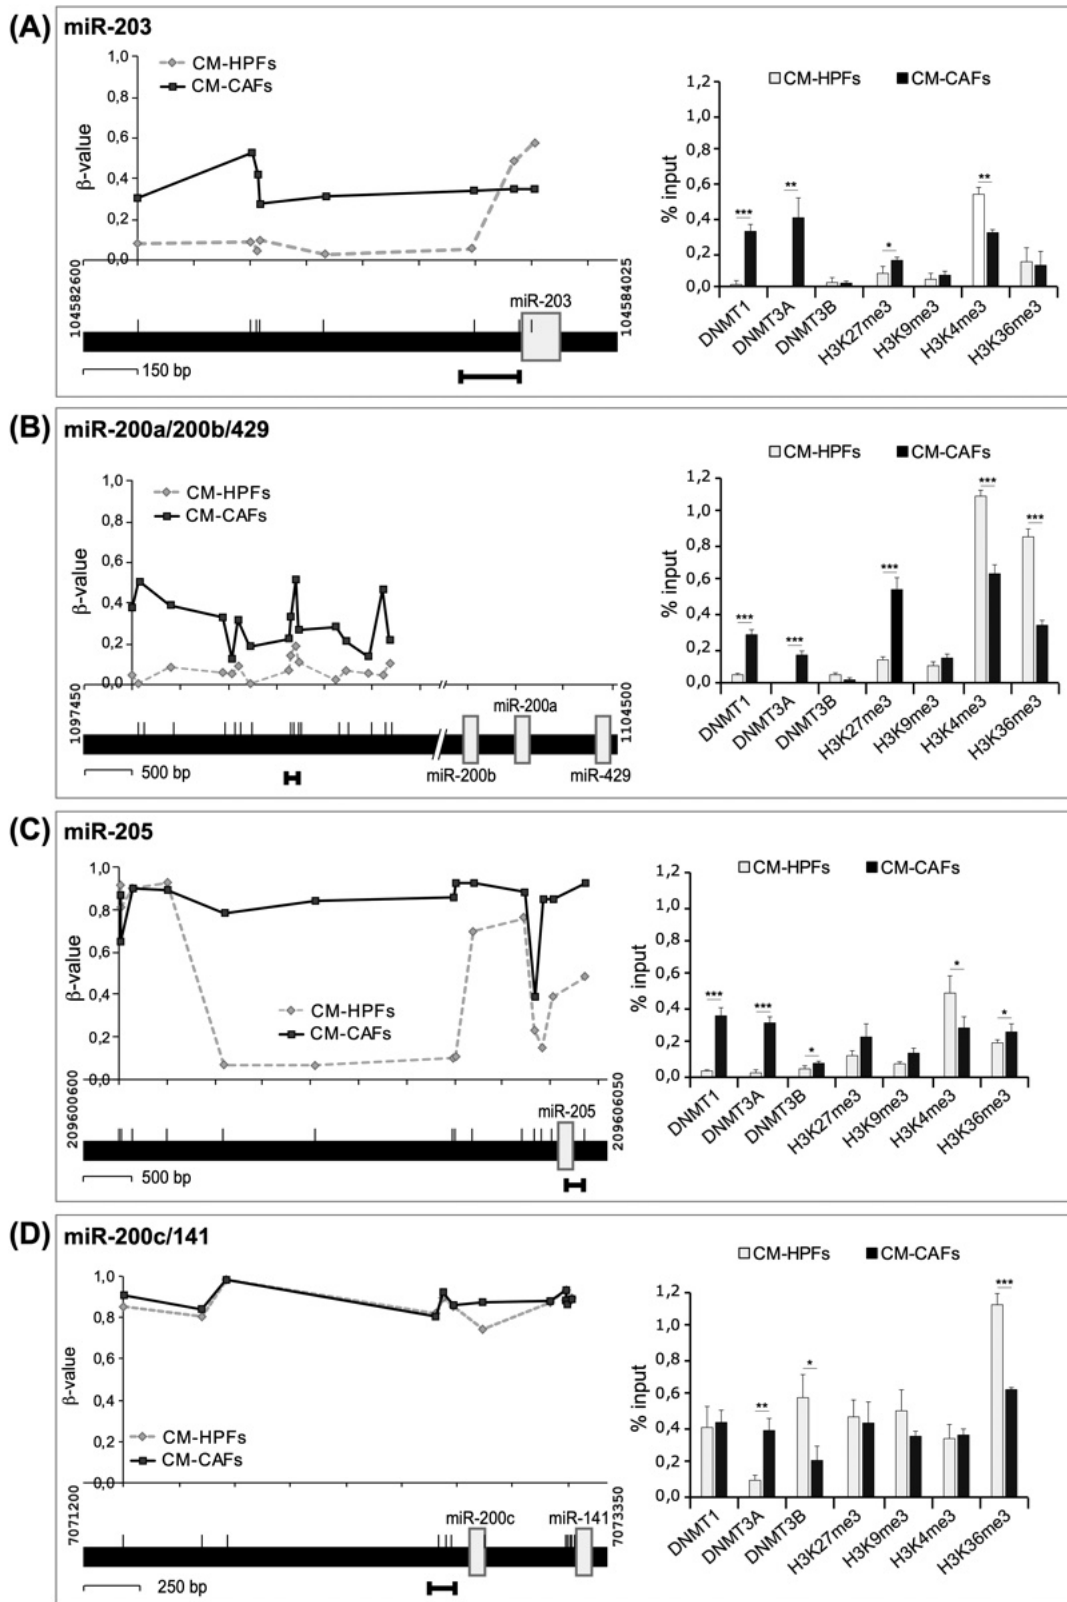 (A) miR-203
1,0
0,8
0,6
0,4
0,2
0,0
β-value
CM-HPFs
CM-CAFs
104582600
104584025
miR-203
150 bp
CM-HPFs
CM-CAFs
1,2
1,0
0,8
0,6
0,4
0,2
0,0
% input
***
**
*
**
DNMT1
DNMT3A
DNMT3B
H3K27me3
H3K9me3
H3K4me3
H3K36me3
(B) miR-200a/200b/429
1,0
0,8
0,6
0,4
0,2
0,0
β-value
CM-HPFs
CM-CAFs
1097450
1104500
miR-200a
miR-200b
miR-429
500 bp
CM-HPFs
CM-CAFs
1,2
1,0
0,8
0,6
0,4
0,2
0,0
% input
***
***
***
***
***
DNMT1
DNMT3A
DNMT3B
H3K27me3
H3K9me3
H3K4me3
H3K36me3
(C) miR-205
1,0
0,8
0,6
0,4
0,2
0,0
β-value
CM-HPFs
CM-CAFs
209600600
209606050
miR-205
500 bp
CM-HPFs
CM-CAFs
1,2
1,0
0,8
0,6
0,4
0,2
0,0
% input
***
***
*
*
*
DNMT1
DNMT3A
DNMT3B
H3K27me3
H3K9me3
H3K4me3
H3K36me3
(D) miR-200c/141
1,0
0,8
0,6
0,4
0,2
0,0
β-value
CM-HPFs
CM-CAFs
7071200
7073350
miR-200c
miR-141
250 bp
CM-HPFs
CM-CAFs
1,2
1,0
0,8
0,6
0,4
0,2
0,0
% input
**
*
***
DNMT1
DNMT3A
DNMT3B
H3K27me3
H3K9me3
H3K4me3
H3K36me3